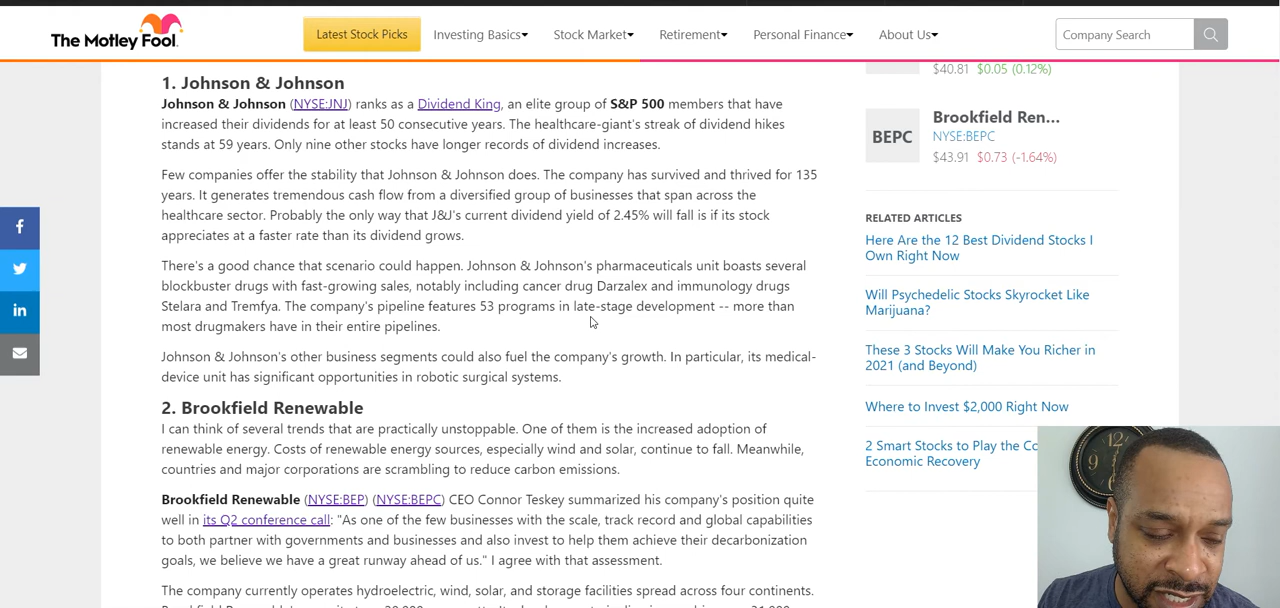 The Motley Fool.
Latest Stock Picks
Investing Basics
Stock Market
Retirement
Personal Finance
About Us
Company Search
1. Johnson & Johnson
Johnson & Johnson (NYSE:JNJ) ranks as a Dividend King, an elite group of S&P 500 members that have
increased their dividends for at least 50 consecutive years. The healthcare-giant's streak of dividend hikes
stands at 59 years. Only nine other stocks have longer records of dividend increases.
Few companies offer the stability that Johnson & Johnson does. The company has survived and thrived for 135
years. It generates tremendous cash flow from a diversified group of businesses that span across the
healthcare sector. Probably the only way that J&J's current dividend yield of 2.45% will fall is if its stock
appreciates at a faster rate than its dividend grows.
There's a good chance that scenario could happen. Johnson & Johnson's pharmaceuticals unit boasts several
blockbuster drugs with fast-growing sales, notably including cancer drug Darzalex and immunology drugs
Stelara and Tremfya. The company's pipeline features 53 programs in late-stage development -- more than
most drugmakers have in their entire pipelines.
Johnson & Johnson's other business segments could also fuel the company's growth. In particular, its medical-
device unit has significant opportunities in robotic surgical systems.
2. Brookfield Renewable
I can think of several trends that are practically unstoppable. One of them is the increased adoption of
renewable energy. Costs of renewable energy sources, especially wind and solar, continue to fall. Meanwhile,
countries and major corporations are scrambling to reduce carbon emissions.
Brookfield Renewable (NYSE:BEP) (NYSE:BEPC) CEO Connor Teskey summarized his company's position quite
well in its Q2 conference call: "As one of the few businesses with the scale, track record and global capabilities
to both partner with governments and businesses and also invest to help them achieve their decarbonization
goals, we believe we have a great runway ahead of us." I agree with that assessment.
The company currently operates hydroelectric, wind, solar, and storage facilities spread across four continents.
$40.81 $0.05 (0.12%)
BEPC
Brookfield Ren...
NYSE:BEPC
$43.91 $0.73 (-1.64%)
RELATED ARTICLES
Here Are the 12 Best Dividend Stocks I
Own Right Now
Will Psychedelic Stocks Skyrocket Like
Marijuana?
These 3 Stocks Will Make You Richer in
2021 (and Beyond)
Where to Invest $2,000 Right Now
2 Smart Stocks to Play the
Economic Recovery